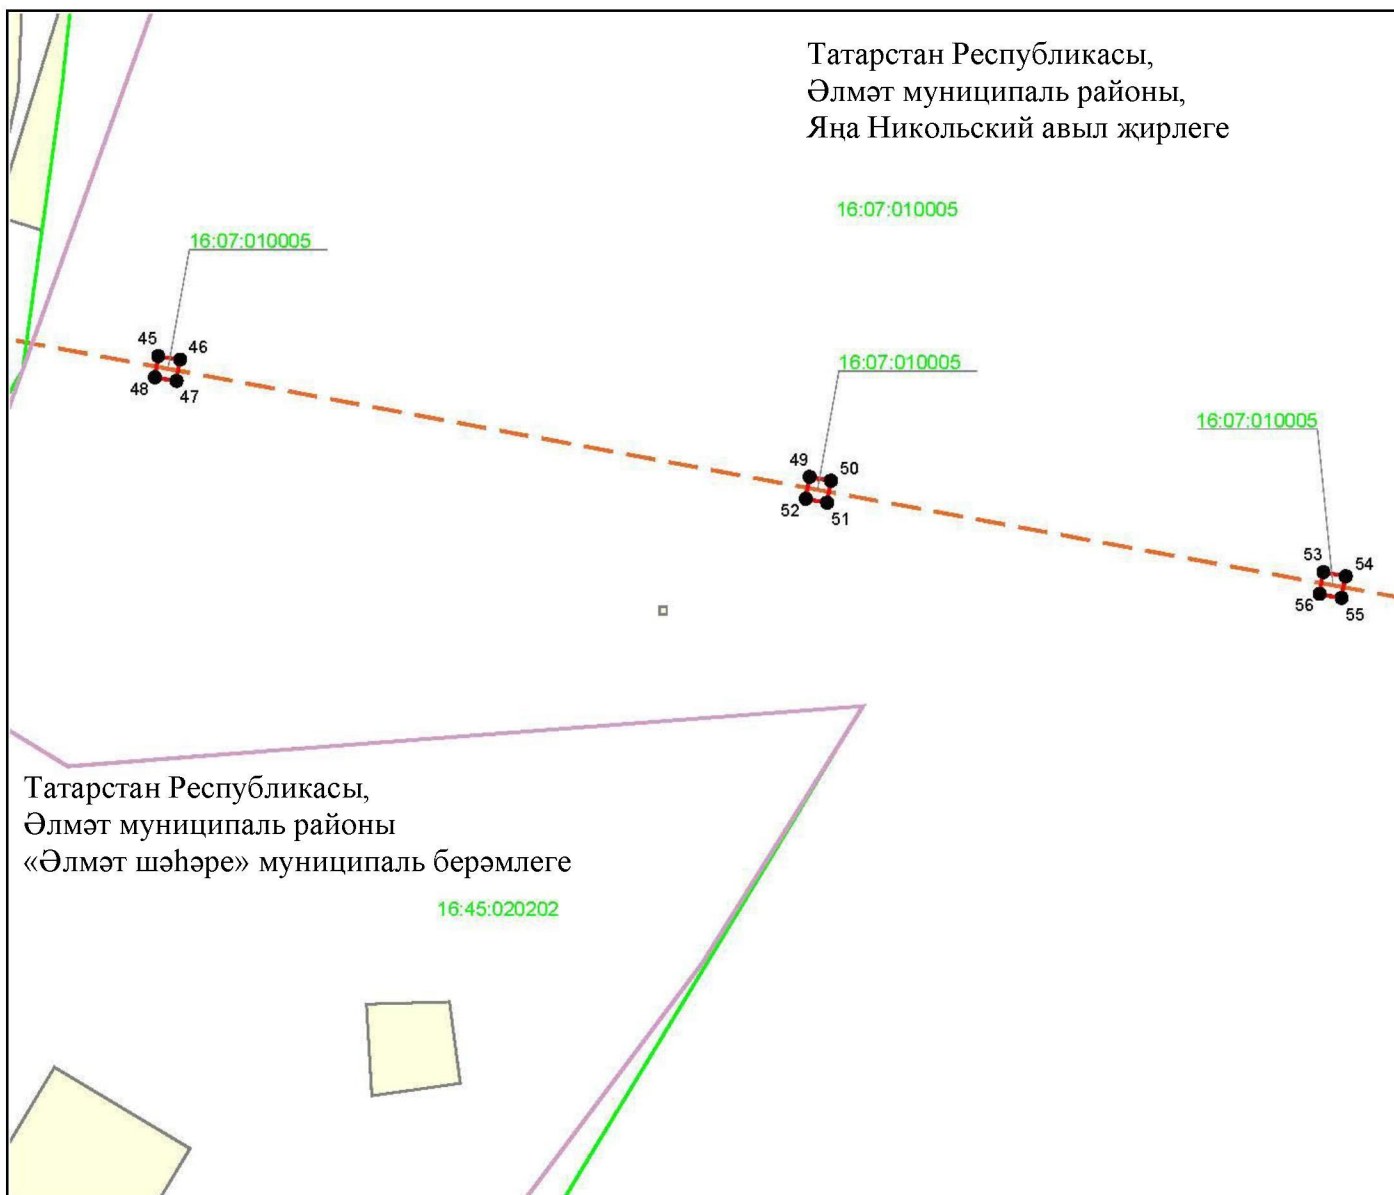 Татарстан Республикасы,
Әлмәт муниципаль районы,
Яңа Никольский авыл җирлеге
16:07:010005
16:07:010005
45
46
48
47
16:07:010005
49
50
52
51
16:07:010005
53
54
56
55
Татарстан Республикасы,
Әлмәт муниципаль районы
«Әлмәт шәһәре» муниципаль берәмлеге
16:45:020202